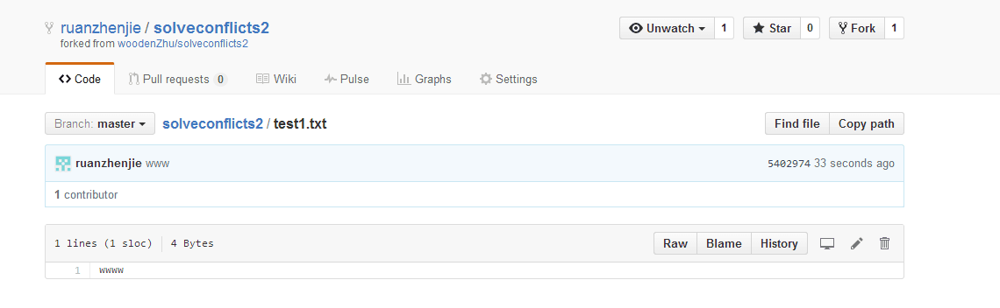 ruanzhenjie / solveconflicts2
forked from woodenZhu/solveconflicts2
Unwatch 1 Star 0 Fork 1
Code Pull requests 0 Wiki Pulse Graphs Settings
Branch: master solveconflicts2 / test1.txt Find file Copy path
ruanzhenjie www 5402974 33 seconds ago
1 contributor
1 lines (1 sloc) 4 Bytes Raw Blame History
1 wwww